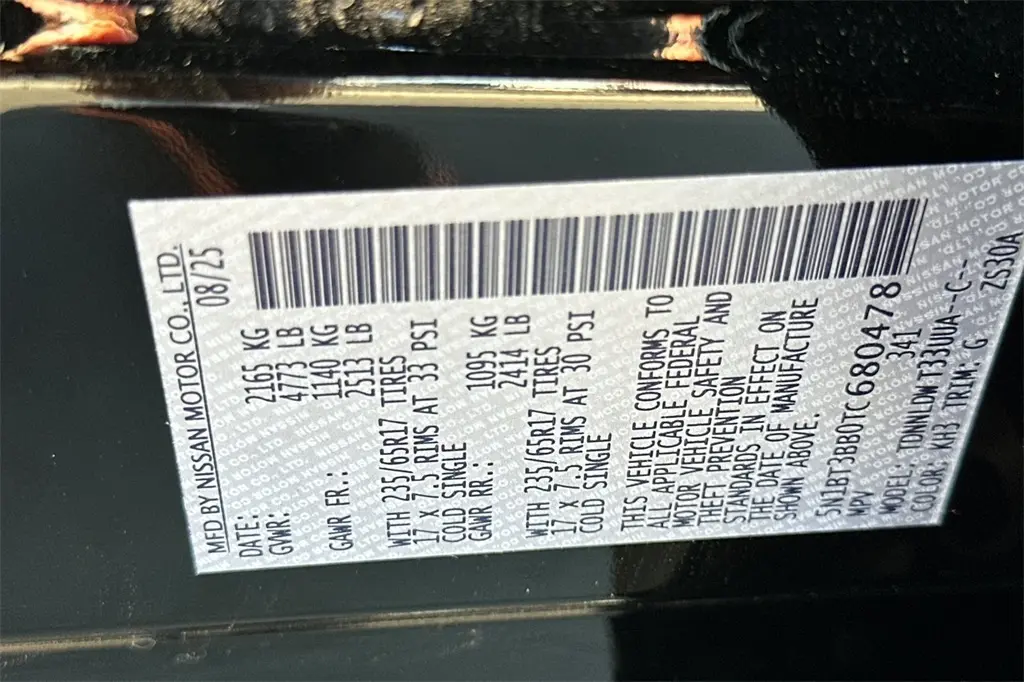 MFD BY NISSAN MOTOR CO., LTD.
DATE: 08/25
GVWR: 2165 KG
4773 LB
GAWR FR.: 1140 KG
2513 LB
WITH 235/65R17 TIRES
17 X 7.5 RIMS AT 33 PSI
COLD SINGLE
GAWR RR.: 1095 KG
2414 LB
WITH 235/65R17 TIRES
17 X 7.5 RIMS AT 30 PSI
COLD SINGLE
THIS VEHICLE CONFORMS TO
ALL APPLICABLE FEDERAL
MOTOR VEHICLE SAFETY AND
THEFT PREVENTION
STANDARDS IN EFFECT ON
THE DATE OF MANUFACTURE
SHOWN ABOVE.
5N1BT3BB0TC680478
MPV 341
MODEL: TDNNLDWT33UUA--C--
COLOR: KH3 TRIM: G ZS30A